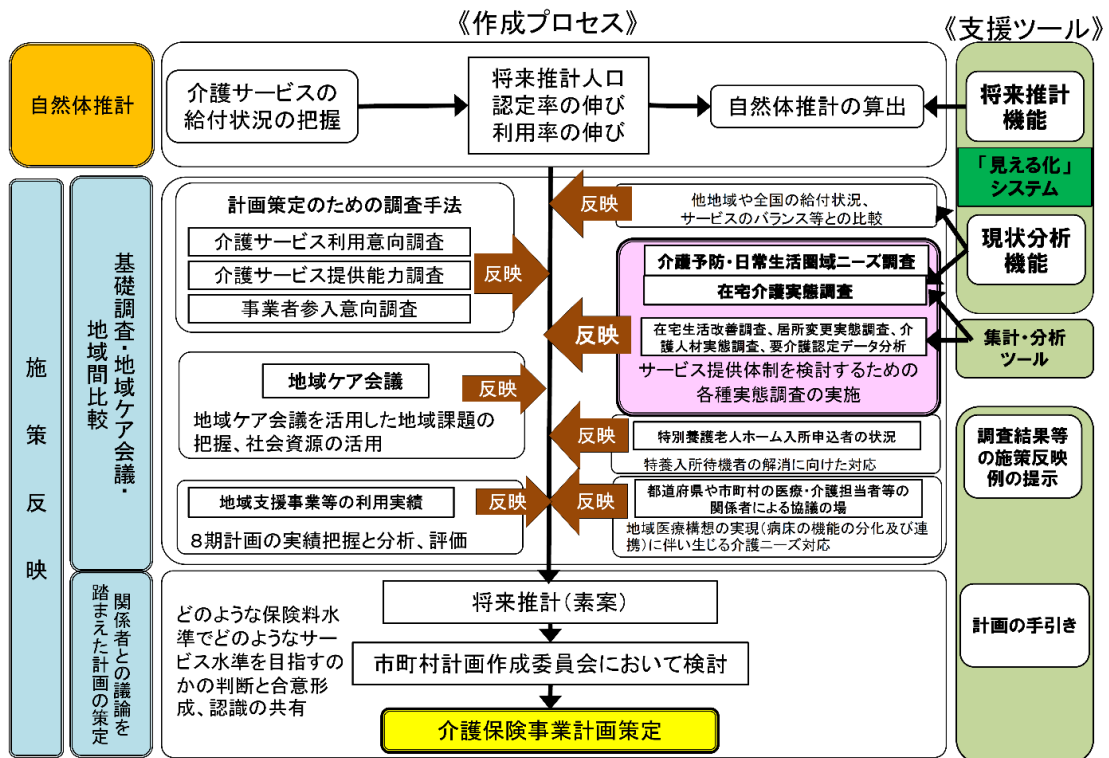 《作成プロセス》
《支援ツール》
自然体推計
介護サービスの
給付状況の把握
将来推計人口
認定率の伸び
利用率の伸び
自然体推計の算出
将来推計
機能
「見える化」
システム
現状分析
機能
集計・分析
ツール
調査結果等
の施策反映
例の提示
計画の手引き
施策反映
基礎調査・地域ケア会議・
地域間比較
関係者との議論を
踏まえた計画の策定
計画策定のための調査手法
介護サービス利用意向調査
介護サービス提供能力調査
事業者参入意向調査
反映
反映
他地域や全国の給付状況、
サービスのバランス等との比較
介護予防・日常生活圏域ニーズ調査
在宅介護実態調査
反映
在宅生活改善調査、居所変更実態調査、介
護人材実態調査、要介護認定データ分析
サービス提供体制を検討するための
各種実態調査の実施
地域ケア会議
反映
地域ケア会議を活用した地域課題の
把握、社会資源の活用
反映
特別養護老人ホーム入所申込者の状況
特養入所待機者の解消に向けた対応
地域支援事業等の利用実績
反映
8期計画の実績把握と分析、評価
反映
都道府県や市町村の医療・介護担当者等の
関係者による協議の場
地域医療構想の実現(病床の機能の分化及び連
携)に伴い生じる介護ニーズ対応
どのような保険料水
準でどのようなサー
ビス水準を目指すの
かの判断と合意形
成、認識の共有
将来推計(素案)
市町村計画作成委員会において検討
介護保険事業計画策定